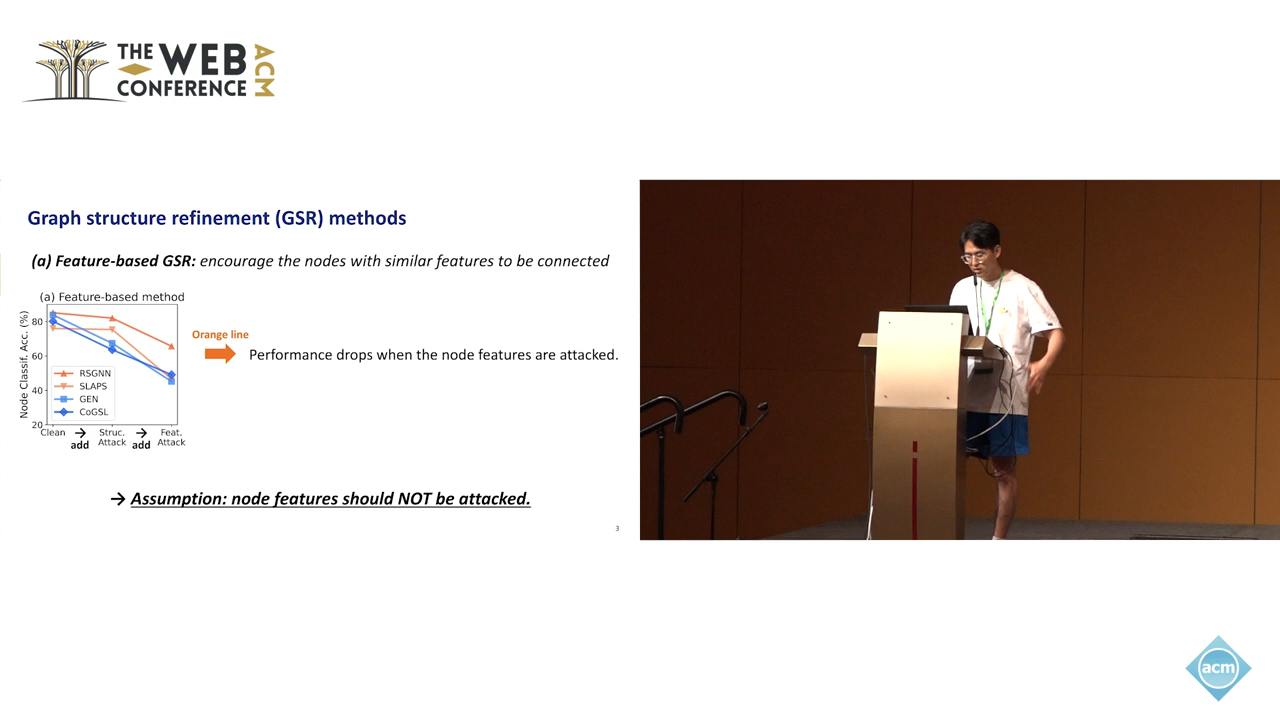 THE WEB
CONFERENCE
ACM
Graph structure refinement (GSR) methods
(a) Feature-based GSR: encourage the nodes with similar features to be connected
(a) Feature-based method
Node Classif. Acc. (%)
80
60
40
20
RSGNN
SLAPS
GEN
CoGSL
Clean → Struc. → Feat.
add Attack add Attack
Orange line
Performance drops when the node features are attacked.
→ Assumption: node features should NOT be attacked.
3
acm